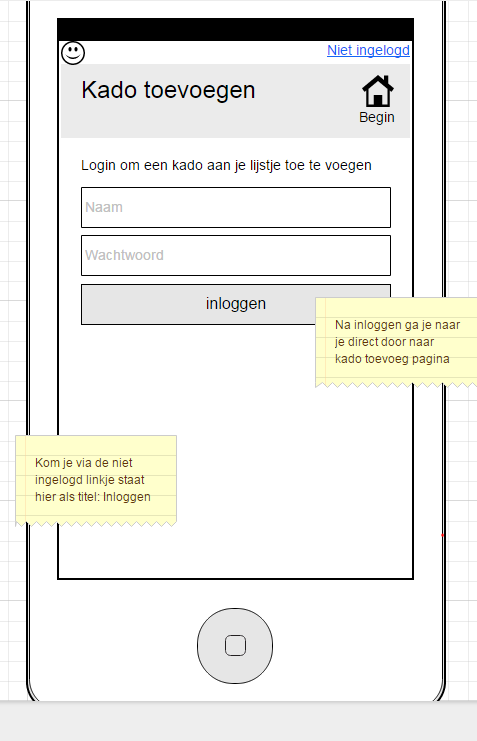 Niet ingelogd
Kado toevoegen
Begin
Login om een kado aan je lijstje toe te voegen
Naam
Wachtwoord
inloggen
Na inloggen ga je naar
je direct door naar
kado toevoeg pagina
Kom je via de niet
ingelogd linkje staat
hier als titel: Inloggen